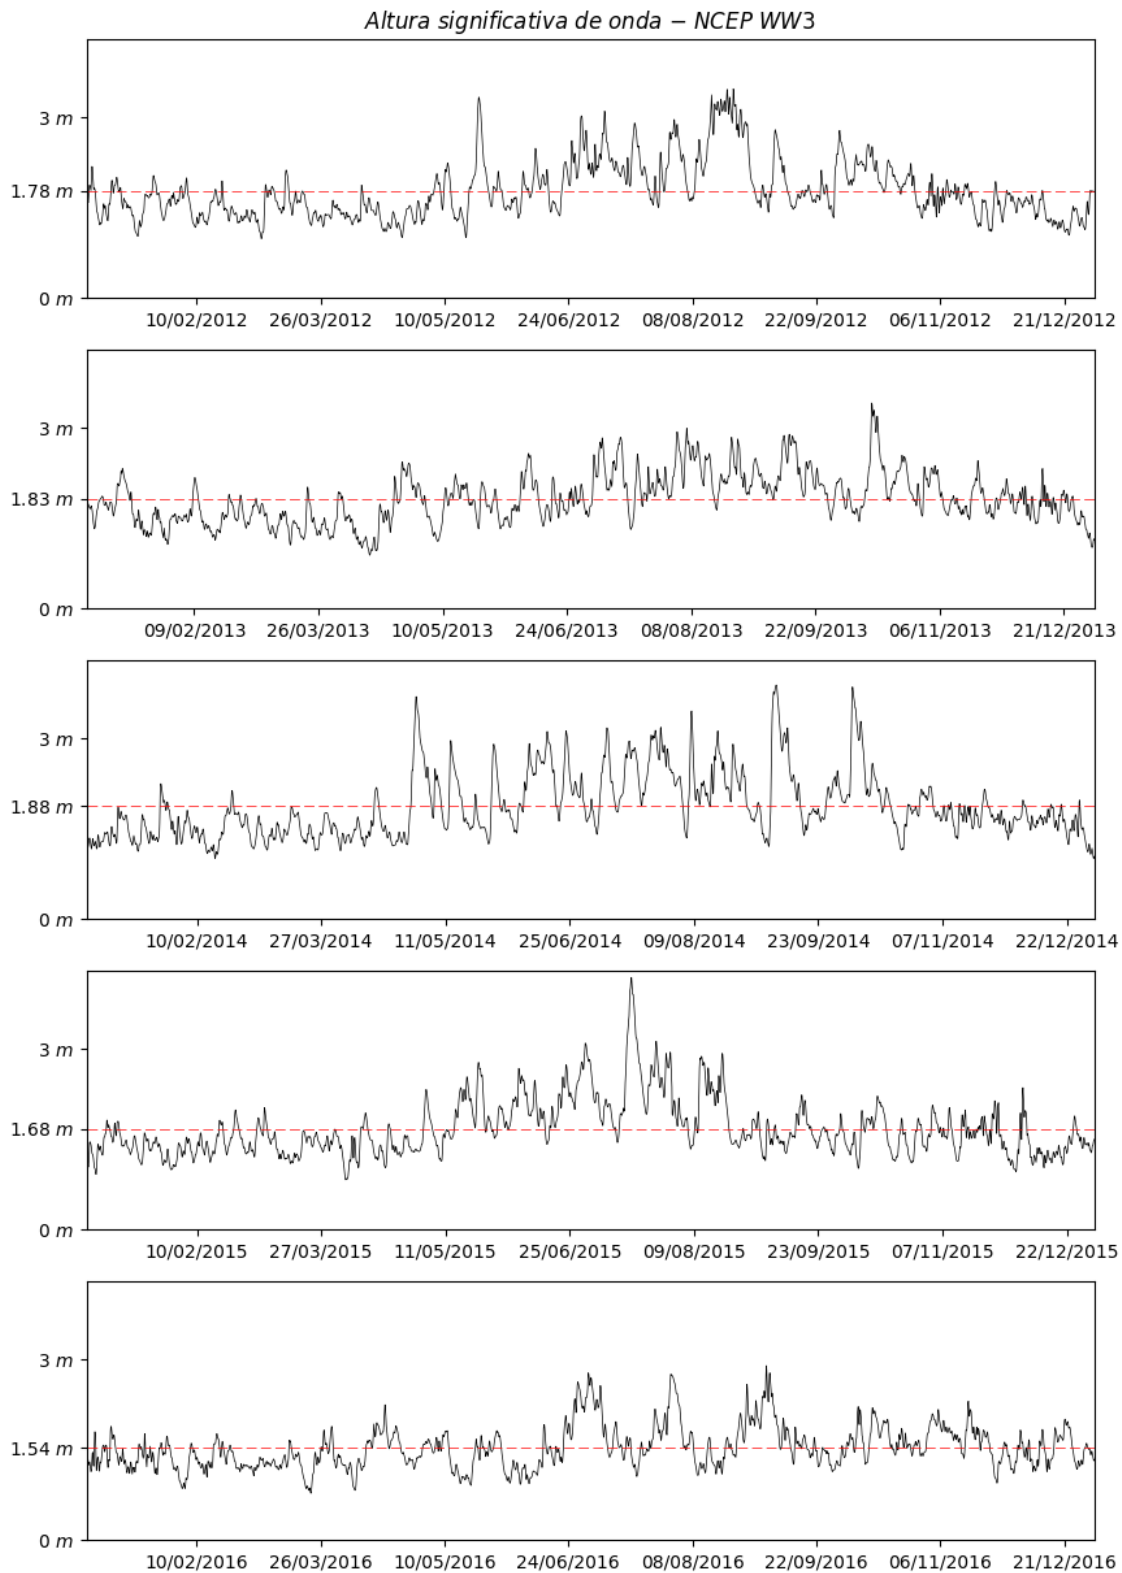 Altura significativa de onda − NCEP WW3
3 m
1.78 m
0 m
10/02/2012 26/03/2012 10/05/2012 24/06/2012 08/08/2012 22/09/2012 06/11/2012 21/12/2012
3 m
1.83 m
0 m
09/02/2013 26/03/2013 10/05/2013 24/06/2013 08/08/2013 22/09/2013 06/11/2013 21/12/2013
3 m
1.88 m
0 m
10/02/2014 27/03/2014 11/05/2014 25/06/2014 09/08/2014 23/09/2014 07/11/2014 22/12/2014
3 m
1.68 m
0 m
10/02/2015 27/03/2015 11/05/2015 25/06/2015 09/08/2015 23/09/2015 07/11/2015 22/12/2015
3 m
1.54 m
0 m
10/02/2016 26/03/2016 10/05/2016 24/06/2016 08/08/2016 22/09/2016 06/11/2016 21/12/2016